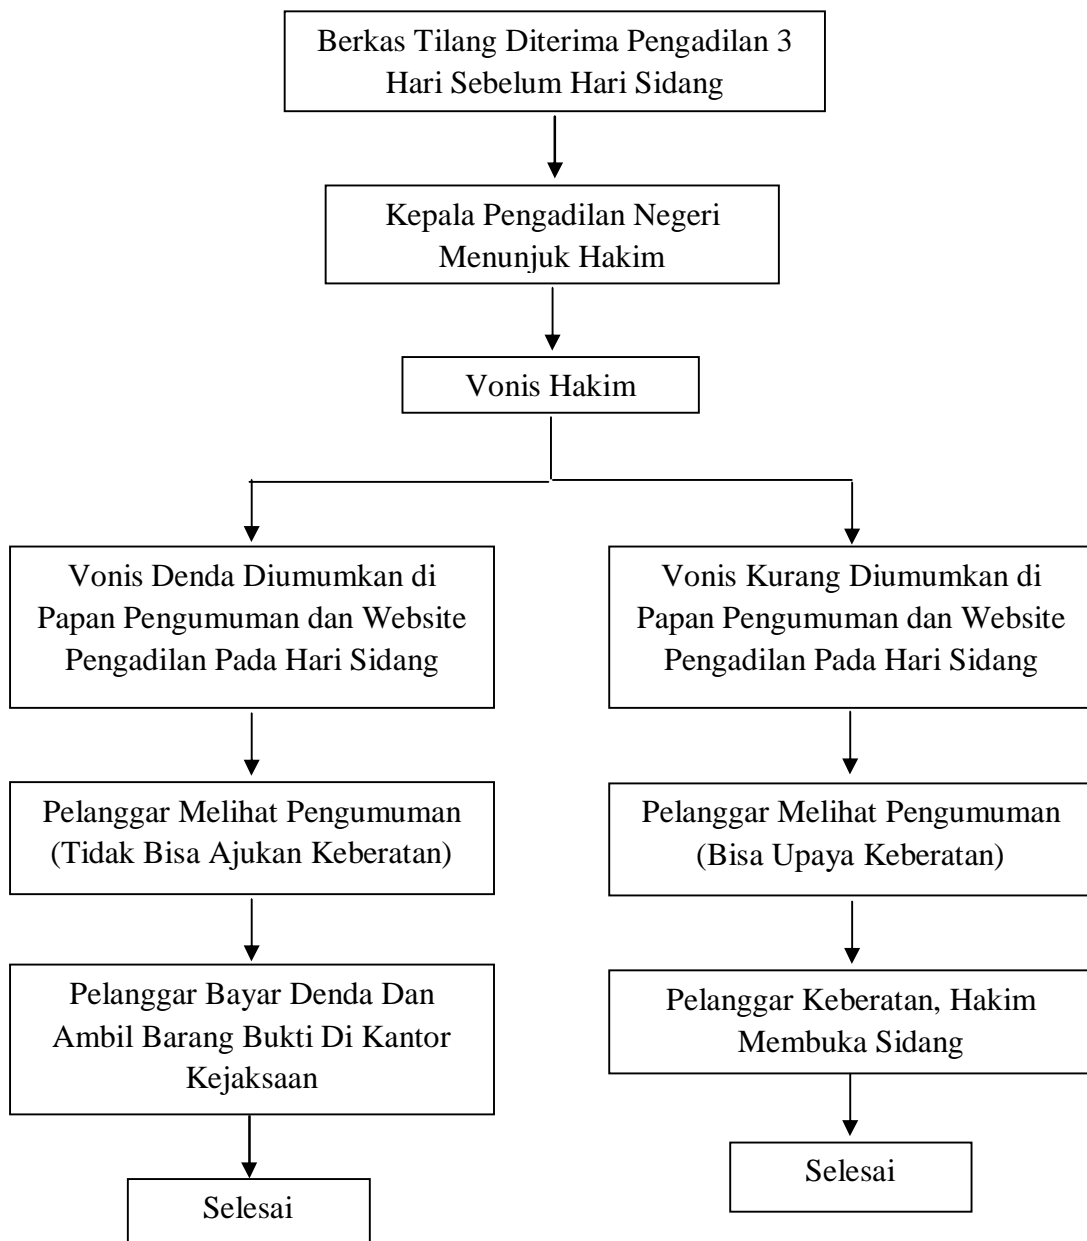 Berkas Tilang Diterima Pengadilan 3
Hari Sebelum Hari Sidang
Kepala Pengadilan Negeri
Menunjuk Hakim
Vonis Hakim
Vonis Denda Diumumkan di
Papan Pengumuman dan Website
Pengadilan Pada Hari Sidang
Pelanggar Melihat Pengumuman
(Tidak Bisa Ajukan Keberatan)
Pelanggar Bayar Denda Dan
Ambil Barang Bukti Di Kantor
Kejaksaan
Selesai
Vonis Kurang Diumumkan di
Papan Pengumuman dan Website
Pengadilan Pada Hari Sidang
Pelanggar Melihat Pengumuman
(Bisa Upaya Keberatan)
Pelanggar Keberatan, Hakim
Membuka Sidang
Selesai